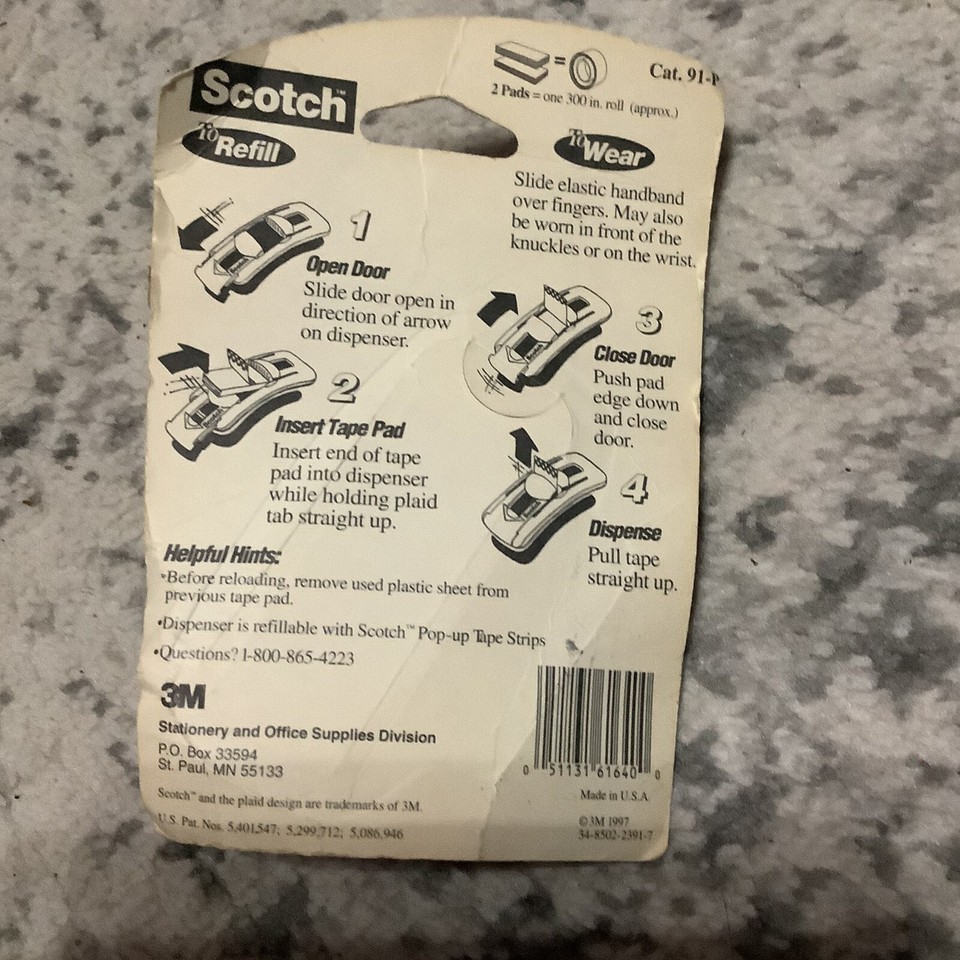 Scotch™
2 Pads = one 300 in. roll (approx.)
Cat. 91-P
To Refill
1
Open Door
Slide door open in
direction of arrow
on dispenser.
2
Insert Tape Pad
Insert end of tape
pad into dispenser
while holding plaid
tab straight up.
To Wear
Slide elastic handband
over fingers. May also
be worn in front of the
knuckles or on the wrist.
3
Close Door
Push pad
edge down
and close
door.
4
Dispense
Pull tape
straight up.
Helpful Hints:
•Before reloading, remove used plastic sheet from
previous tape pad.
•Dispenser is refillable with Scotch™ Pop-up Tape Strips
•Questions? 1-800-865-4223
3M
Stationery and Office Supplies Division
P.O. Box 33594
St. Paul, MN 55133
Scotch™ and the plaid design are trademarks of 3M.
U.S. Pat. Nos. 5,401,547; 5,299,712; 5,086,946
0 51131 61640 0
Made in U.S.A.
©3M 1997
34-8502-2391-7